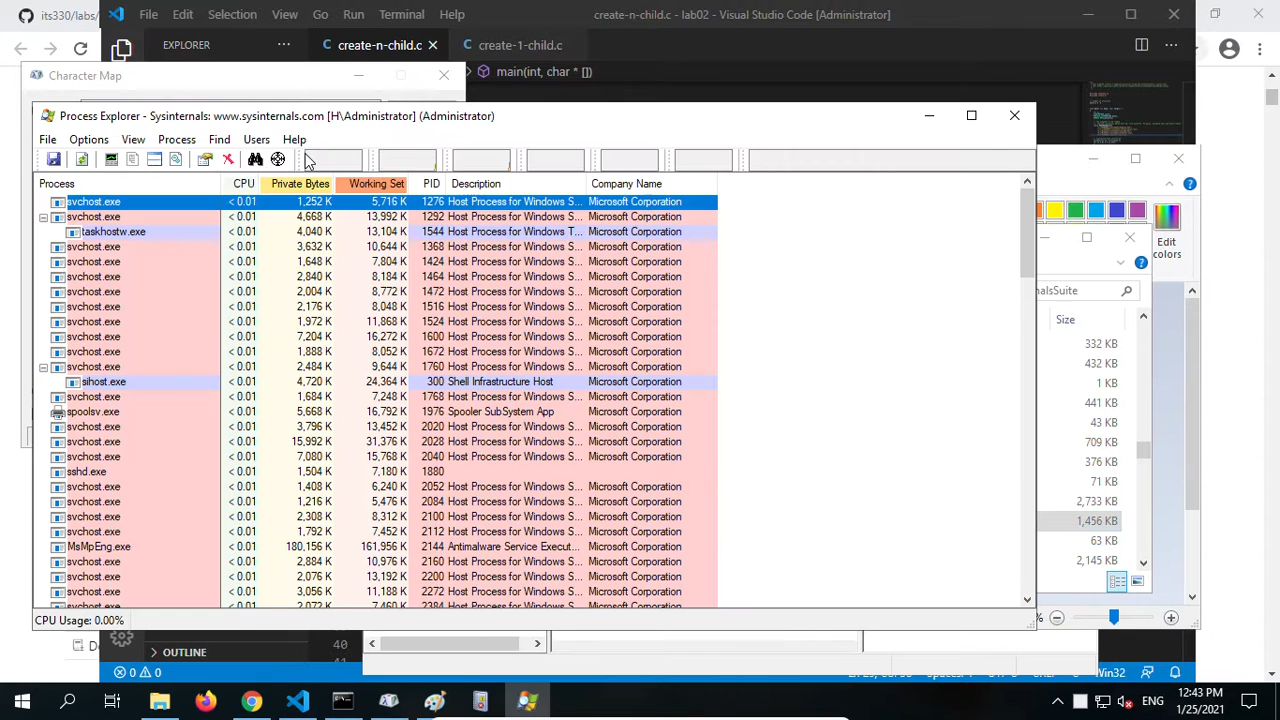 its330/labs/
File Edit Selection View Go Run Terminal Help
create-n-child.c - lab02 - Visual Studio Code [Administrator]
EXPLORER
create-n-child.c
create-1-child.c
main(int, char * [])
Character Map
Process Explorer - Sysinternals: www.sysinternals.com [H\Administrator] (Administrator)
File Options View Process Find Users Help
Process CPU Private Bytes Working Set PID Description Company Name
svchost.exe < 0.01 1,252 K 5,716 K 1276 Host Process for Windows S... Microsoft Corporation
svchost.exe < 0.01 4,668 K 13,992 K 1292 Host Process for Windows S... Microsoft Corporation
taskhostw.exe < 0.01 4,040 K 13,104 K 1544 Host Process for Windows T... Microsoft Corporation
svchost.exe < 0.01 3,632 K 10,644 K 1368 Host Process for Windows S... Microsoft Corporation
svchost.exe < 0.01 1,648 K 7,804 K 1424 Host Process for Windows S... Microsoft Corporation
svchost.exe < 0.01 2,840 K 8,184 K 1464 Host Process for Windows S... Microsoft Corporation
svchost.exe < 0.01 2,004 K 8,772 K 1472 Host Process for Windows S... Microsoft Corporation
svchost.exe < 0.01 2,176 K 8,048 K 1516 Host Process for Windows S... Microsoft Corporation
svchost.exe < 0.01 1,972 K 11,868 K 1524 Host Process for Windows S... Microsoft Corporation
svchost.exe < 0.01 7,204 K 16,272 K 1600 Host Process for Windows S... Microsoft Corporation
svchost.exe < 0.01 1,888 K 8,052 K 1672 Host Process for Windows S... Microsoft Corporation
svchost.exe < 0.01 2,484 K 9,644 K 1760 Host Process for Windows S... Microsoft Corporation
sihost.exe < 0.01 4,720 K 24,364 K 300 Shell Infrastructure Host Microsoft Corporation
svchost.exe < 0.01 1,684 K 7,248 K 1768 Host Process for Windows S... Microsoft Corporation
spoolsv.exe < 0.01 5,668 K 16,792 K 1976 Spooler SubSystem App Microsoft Corporation
svchost.exe < 0.01 3,796 K 13,452 K 2020 Host Process for Windows S... Microsoft Corporation
svchost.exe < 0.01 15,992 K 31,376 K 2028 Host Process for Windows S... Microsoft Corporation
svchost.exe < 0.01 7,080 K 15,768 K 2040 Host Process for Windows S... Microsoft Corporation
sshd.exe < 0.01 1,504 K 7,180 K 1880
svchost.exe < 0.01 1,408 K 6,240 K 2052 Host Process for Windows S... Microsoft Corporation
svchost.exe < 0.01 1,216 K 5,476 K 2084 Host Process for Windows S... Microsoft Corporation
svchost.exe < 0.01 2,308 K 8,312 K 2100 Host Process for Windows S... Microsoft Corporation
svchost.exe < 0.01 1,792 K 7,452 K 2112 Host Process for Windows S... Microsoft Corporation
MsMpEng.exe < 0.01 180,156 K 161,956 K 2144 Antimalware Service Execut... Microsoft Corporation
svchost.exe < 0.01 2,884 K 10,976 K 2160 Host Process for Windows S... Microsoft Corporation
svchost.exe < 0.01 2,076 K 13,192 K 2200 Host Process for Windows S... Microsoft Corporation
svchost.exe < 0.01 3,056 K 11,188 K 2272 Host Process for Windows S... Microsoft Corporation
svchost.exe < 0.01 2,072 K 7,460 K 2384 Host Process for Windows S... Microsoft Corporation
CPU Usage: 0.00%
Edit
colors
nalsSuite
Size
332 KB
432 KB
1 KB
441 KB
43 KB
709 KB
376 KB
71 KB
2,733 KB
1,456 KB
63 KB
2,145 KB
%
OUTLINE
40
41
0 0
Win32
ENG
12:43 PM
1/25/2021